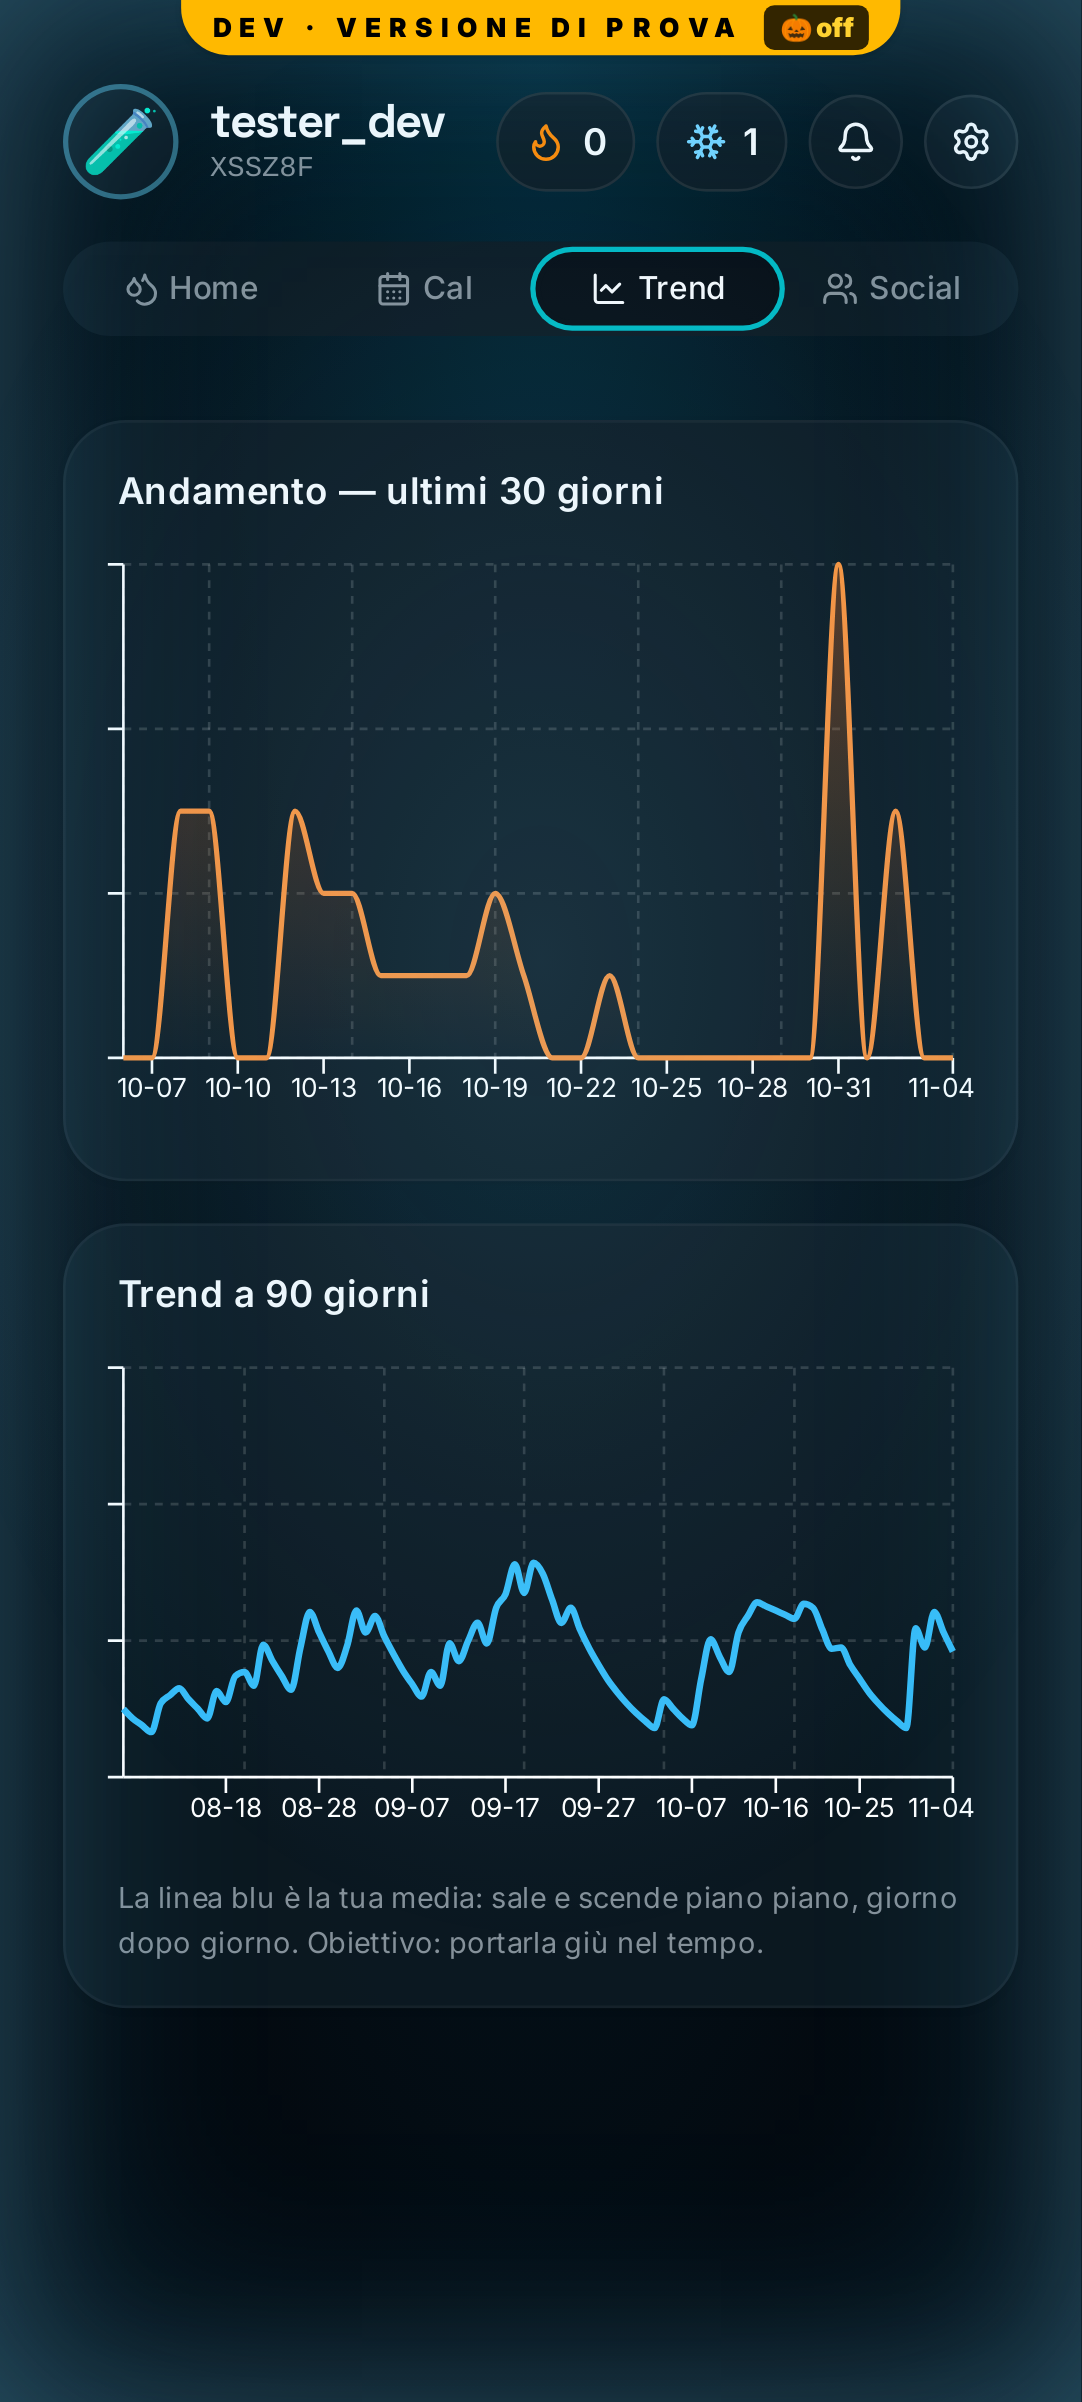 DEV · VERSIONE DI PROVA 🎃 off
tester_dev
XSSZ8F
0
1
Home
Cal
Trend
Social
Andamento — ultimi 30 giorni
10-07 10-10 10-13 10-16 10-19 10-22 10-25 10-28 10-31 11-04
Trend a 90 giorni
08-18 08-28 09-07 09-17 09-27 10-07 10-16 10-25 11-04
La linea blu è la tua media: sale e scende piano piano, giorno
dopo giorno. Obiettivo: portarla giù nel tempo.